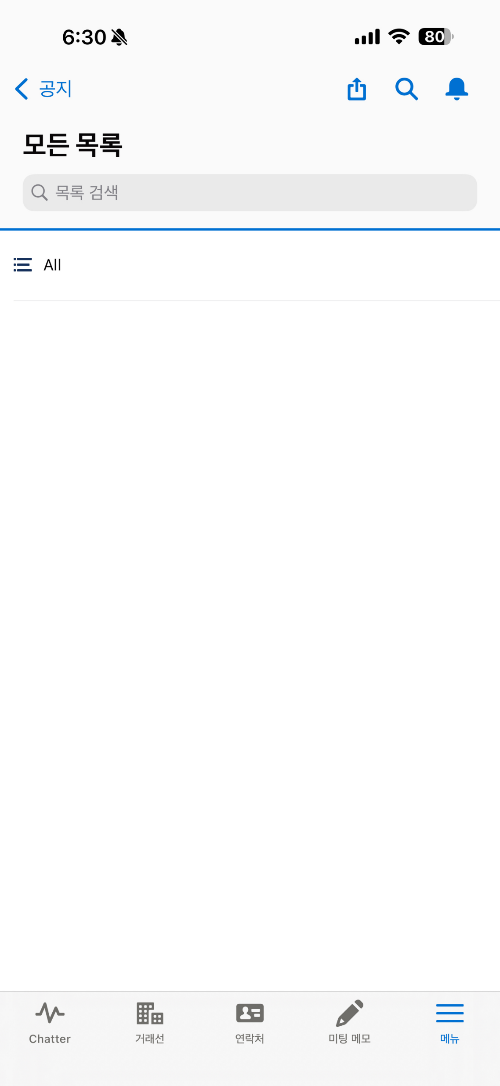 6:30
80
공지
모든 목록
목록 검색
All
Chatter
거래선
연락처
미팅 메모
메뉴